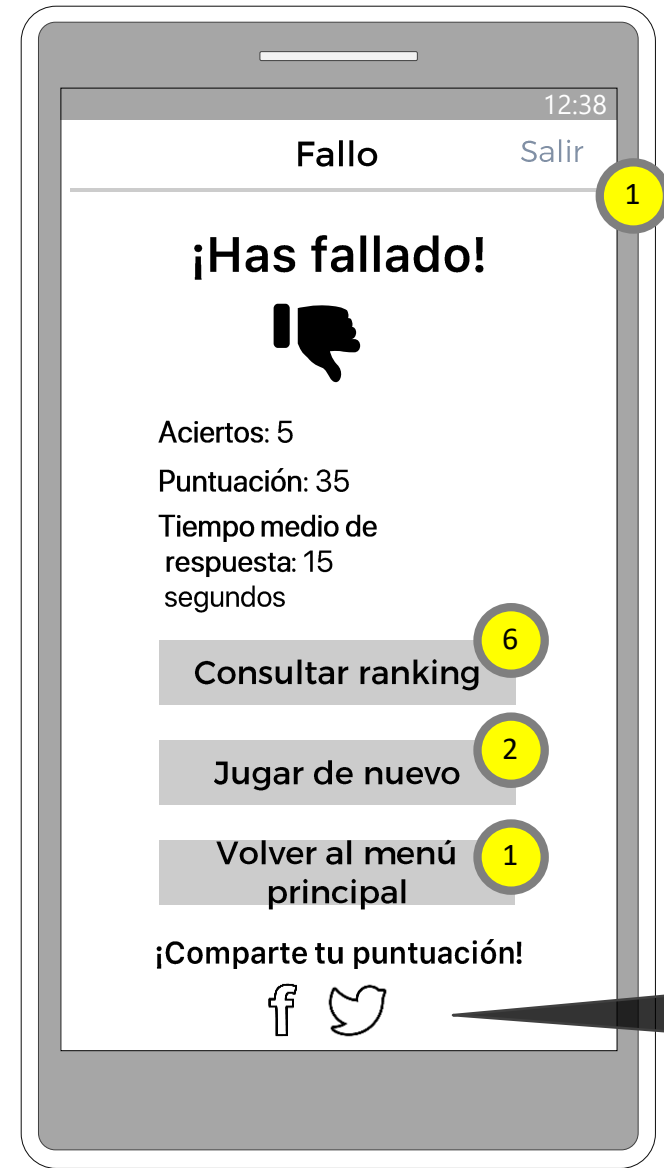 12:38
Fallo
Salir
1
¡Has fallado!
Aciertos: 5
Puntuación: 35
Tiempo medio de
respuesta: 15
segundos
6
Consultar ranking
2
Jugar de nuevo
Volver al menú
1
principal
¡Comparte tu puntuación!